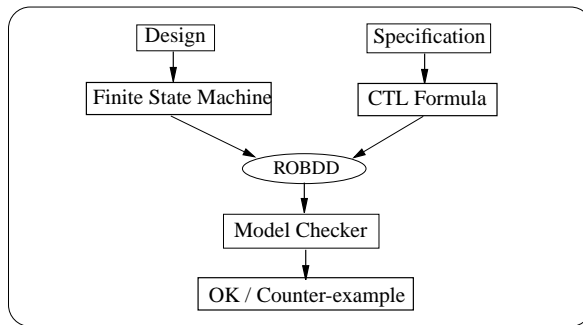 Design
Specification
Finite State Machine
CTL Formula
ROBDD
Model Checker
OK / Counter-example